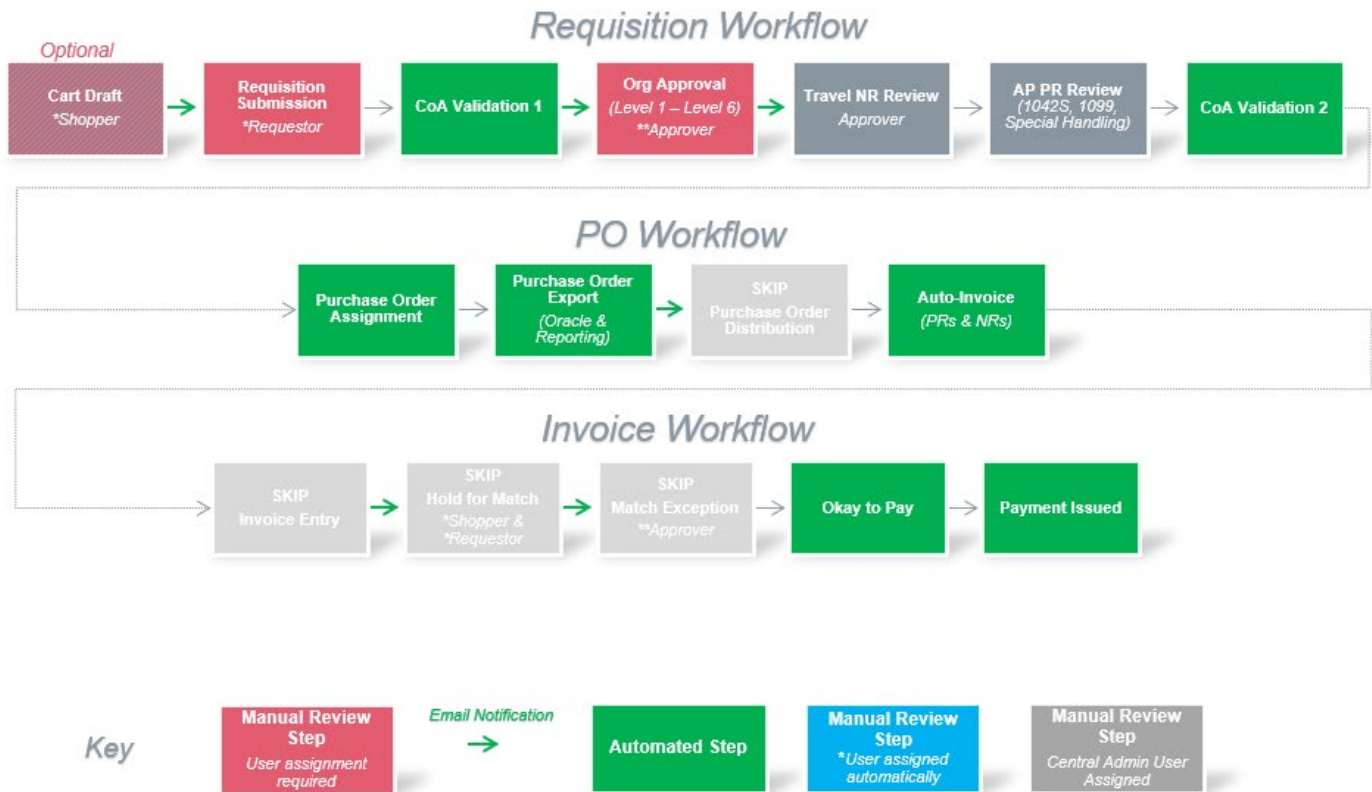 Requisition Workflow
Optional
Cart Draft
*Shopper
Requisition
Submission
*Requestor
CoA Validation 1
Org Approval
(Level 1 – Level 6)
**Approver
Travel NR Review
Approver
AP PR Review
(1042S, 1099,
Special Handling)
CoA Validation 2
PO Workflow
Purchase Order
Assignment
Purchase Order
Export
(Oracle &
Reporting)
SKIP
Purchase Order
Distribution
Auto-Invoice
(PRs & NRs)
Invoice Workflow
SKIP
Invoice Entry
SKIP
Hold for Match
*Shopper &
*Requestor
SKIP
Match Exception
**Approver
Okay to Pay
Payment Issued
Key
Manual Review
Step
User assignment
required
Email Notification
Automated Step
Manual Review
Step
*User assigned
automatically
Manual Review
Step
Central Admin User
Assigned